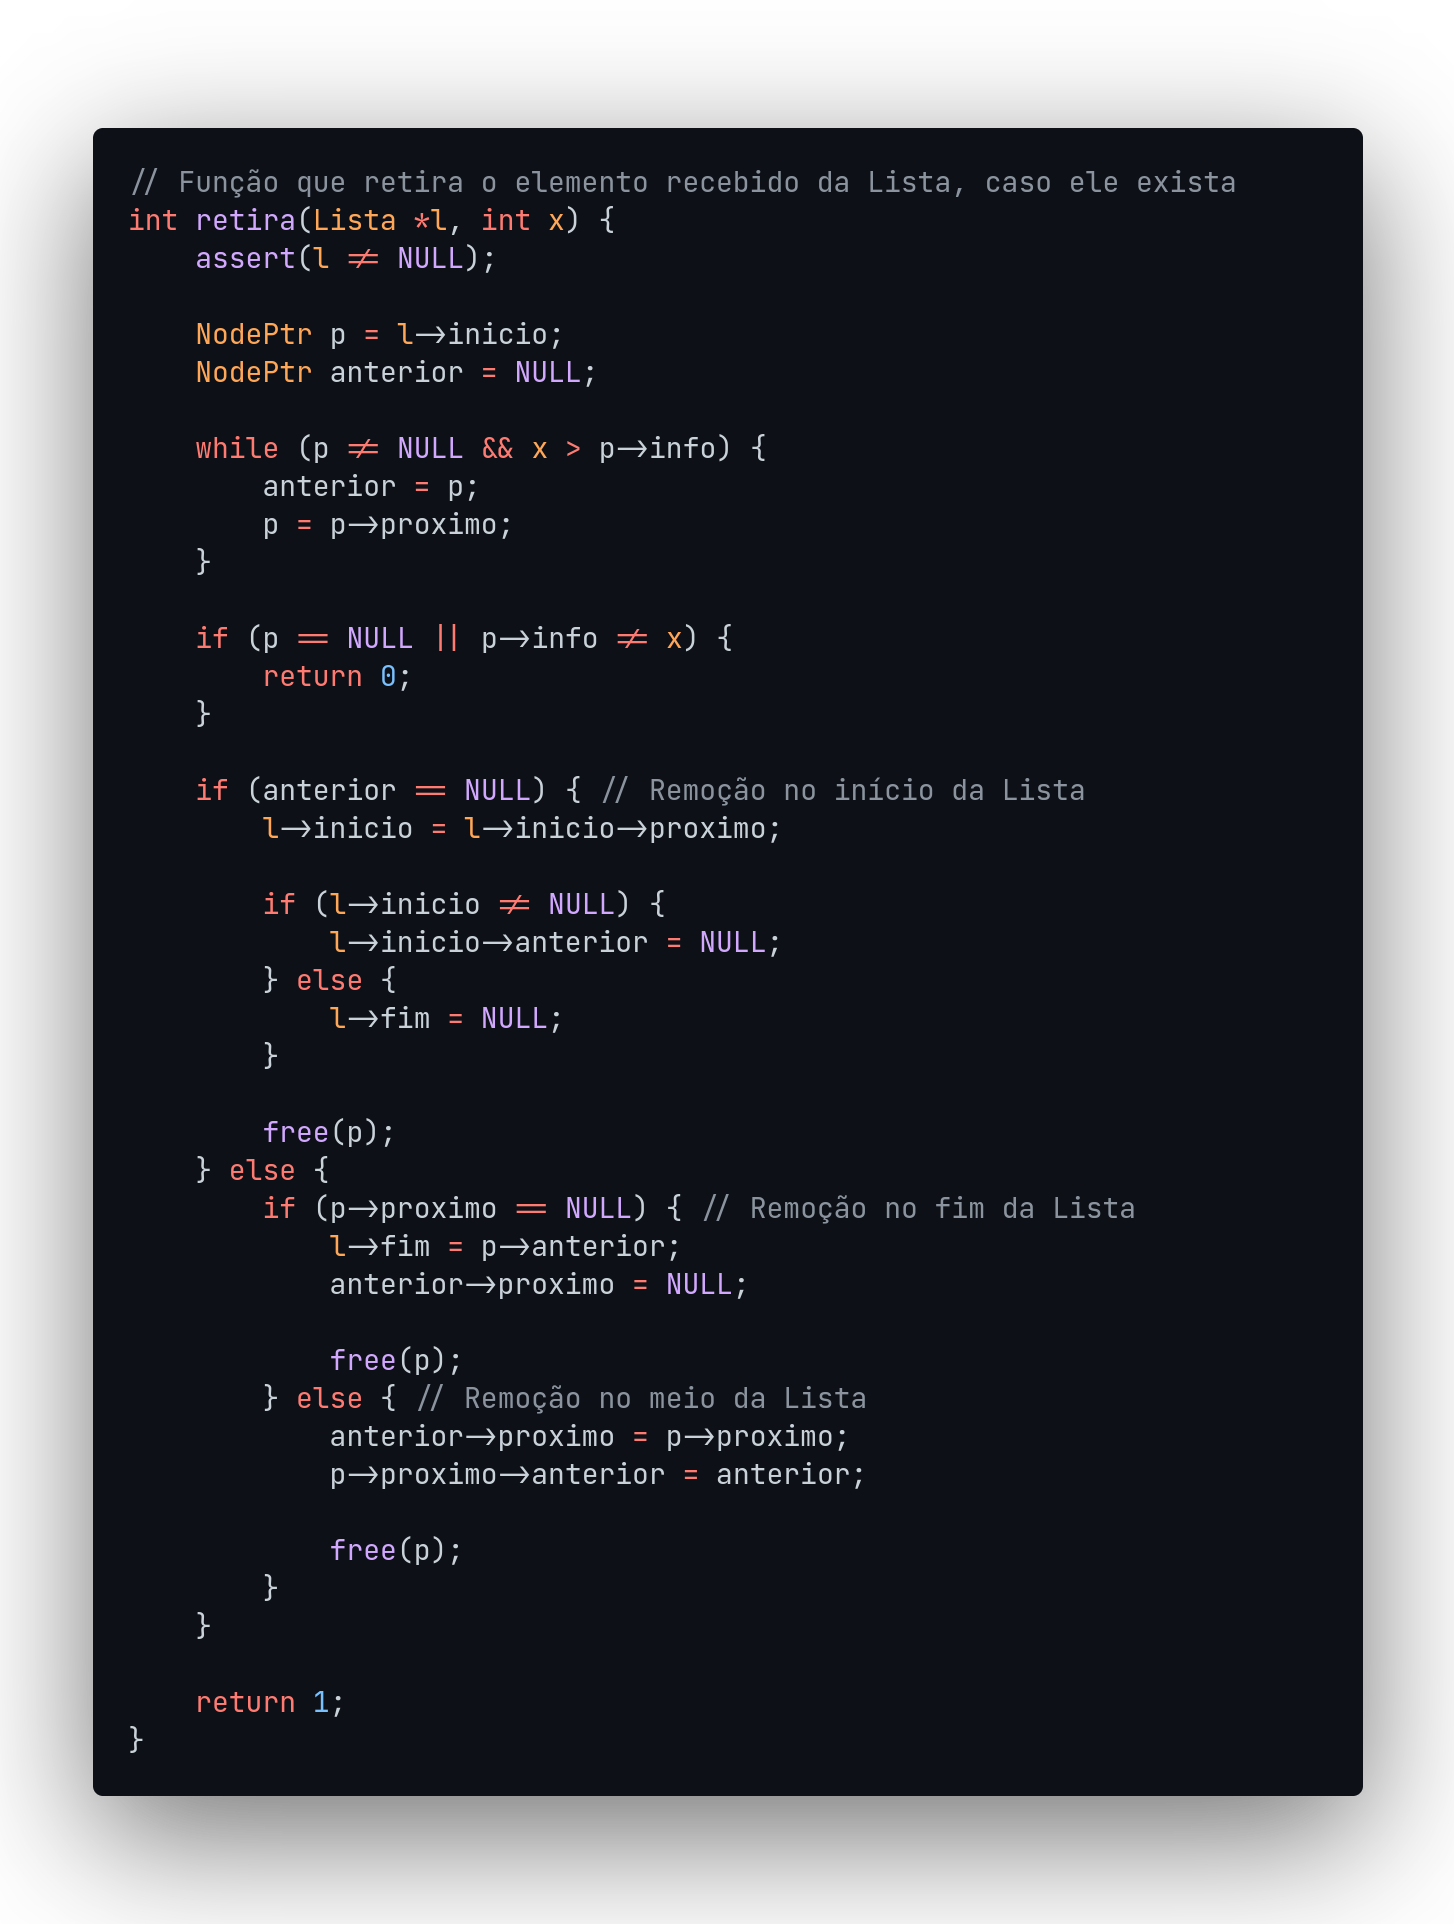 // Função que retira o elemento recebido da Lista, caso ele exista
int retira(Lista *l, int x) {
    assert(l != NULL);

    NodePtr p = l->inicio;
    NodePtr anterior = NULL;

    while (p != NULL && x > p->info) {
        anterior = p;
        p = p->proximo;
    }

    if (p == NULL || p->info != x) {
        return 0;
    }

    if (anterior == NULL) { // Remoção no início da Lista
        l->inicio = l->inicio->proximo;

        if (l->inicio != NULL) {
            l->inicio->anterior = NULL;
        } else {
            l->fim = NULL;
        }

        free(p);
    } else {
        if (p->proximo == NULL) { // Remoção no fim da Lista
            l->fim = p->anterior;
            anterior->proximo = NULL;

            free(p);
        } else { // Remoção no meio da Lista
            anterior->proximo = p->proximo;
            p->proximo->anterior = anterior;

            free(p);
        }
    }

    return 1;
}